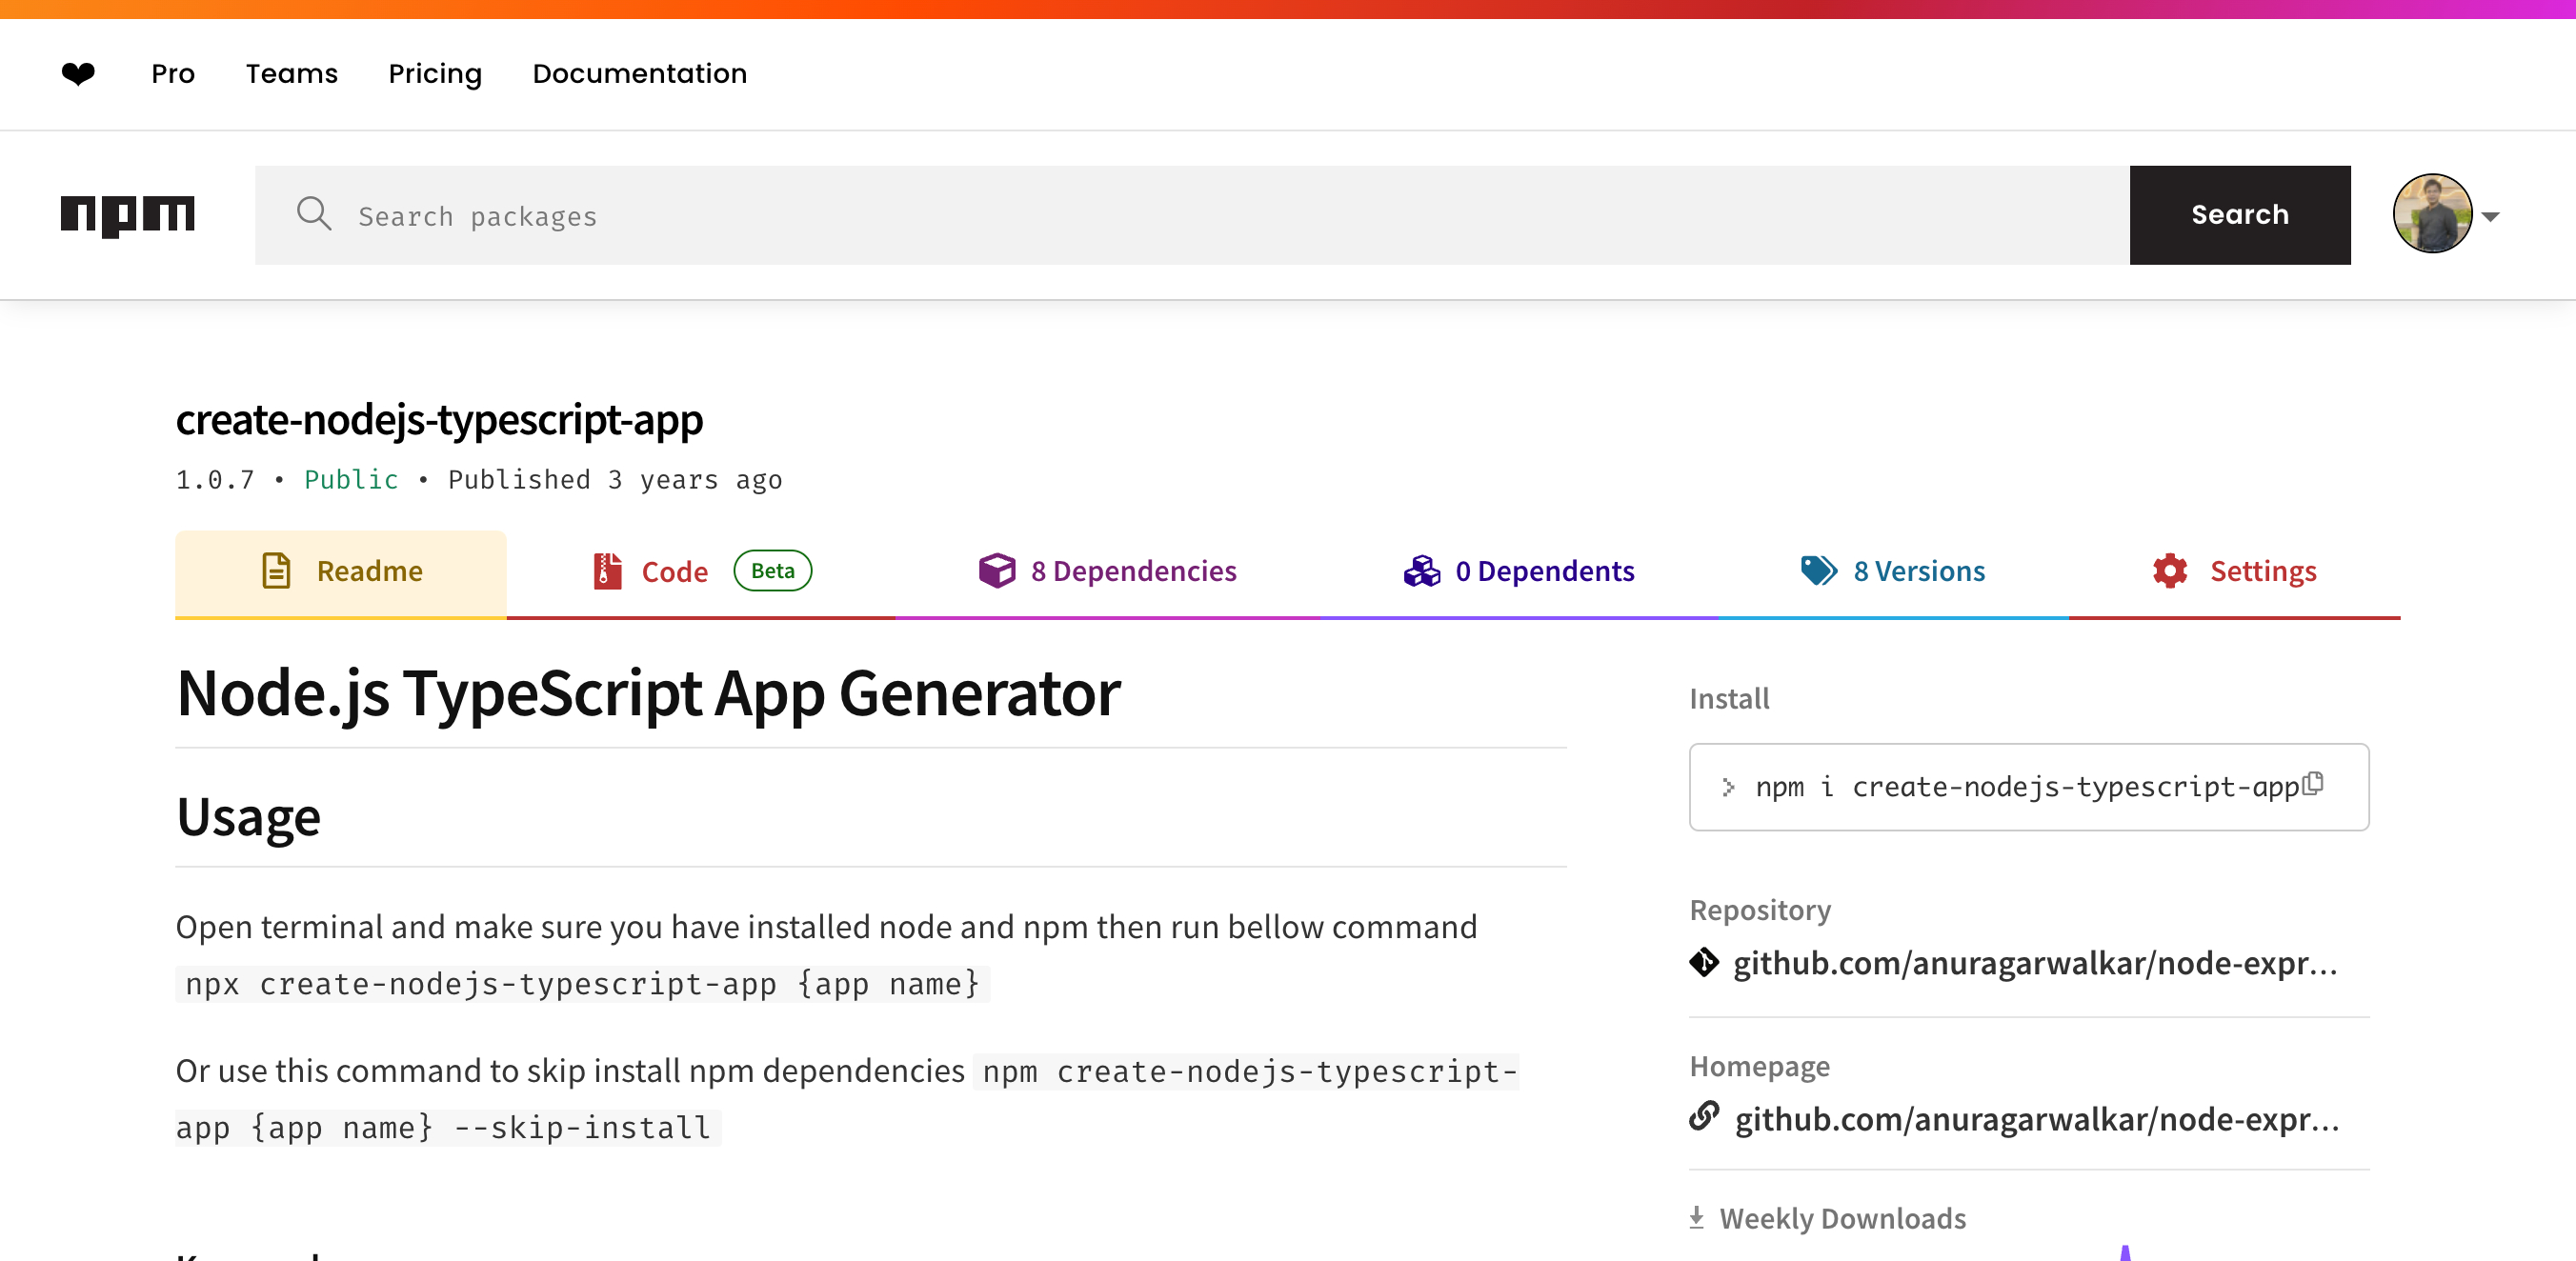 ❤ Pro Teams Pricing Documentation
npm Search packages Search
create-nodejs-typescript-app
1.0.7 • Public • Published 3 years ago
Readme Code Beta 8 Dependencies 0 Dependents 8 Versions Settings
Node.js TypeScript App Generator
Usage
Open terminal and make sure you have installed node and npm then run bellow command
npx create-nodejs-typescript-app {app name}
Or use this command to skip install npm dependencies npm create-nodejs-typescript-
app {app name} --skip-install
Install
> npm i create-nodejs-typescript-app
Repository
github.com/anuragarwalkar/node-expr...
Homepage
github.com/anuragarwalkar/node-expr...
Weekly Downloads